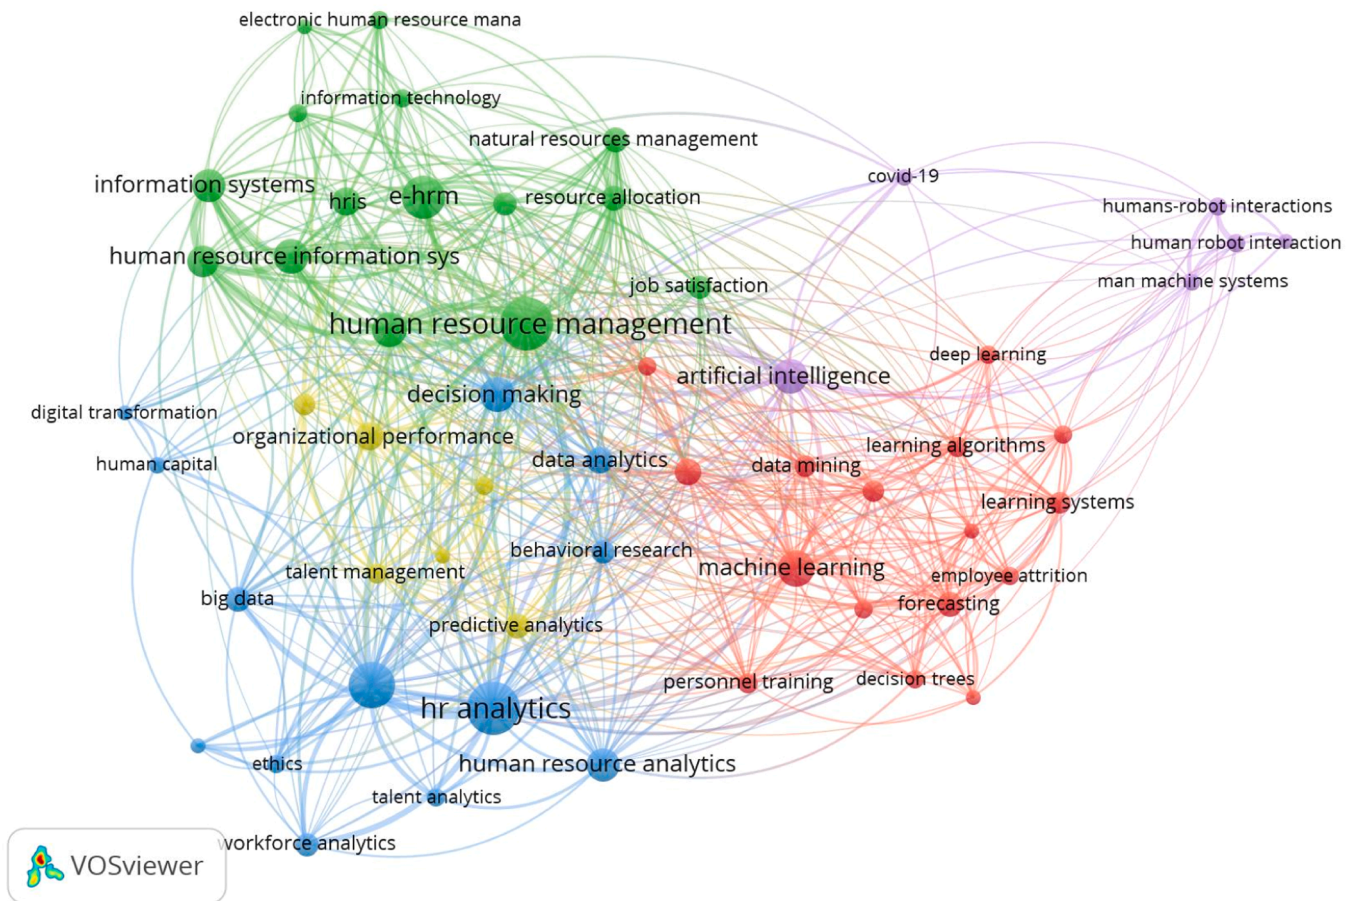 electronic human resource mana
information technology
natural resources management
covid-19
information systems
hris
e-hrm
resource allocation
humans-robot interactions
human robot interaction
human resource information sys
man machine systems
job satisfaction
human resource management
deep learning
artificial intelligence
decision making
digital transformation
organizational performance
learning algorithms
human capital
data analytics
data mining
learning systems
behavioral research
machine learning
talent management
employee attrition
big data
forecasting
predictive analytics
personnel training
decision trees
hr analytics
ethics
human resource analytics
talent analytics
workforce analytics
VOSviewer